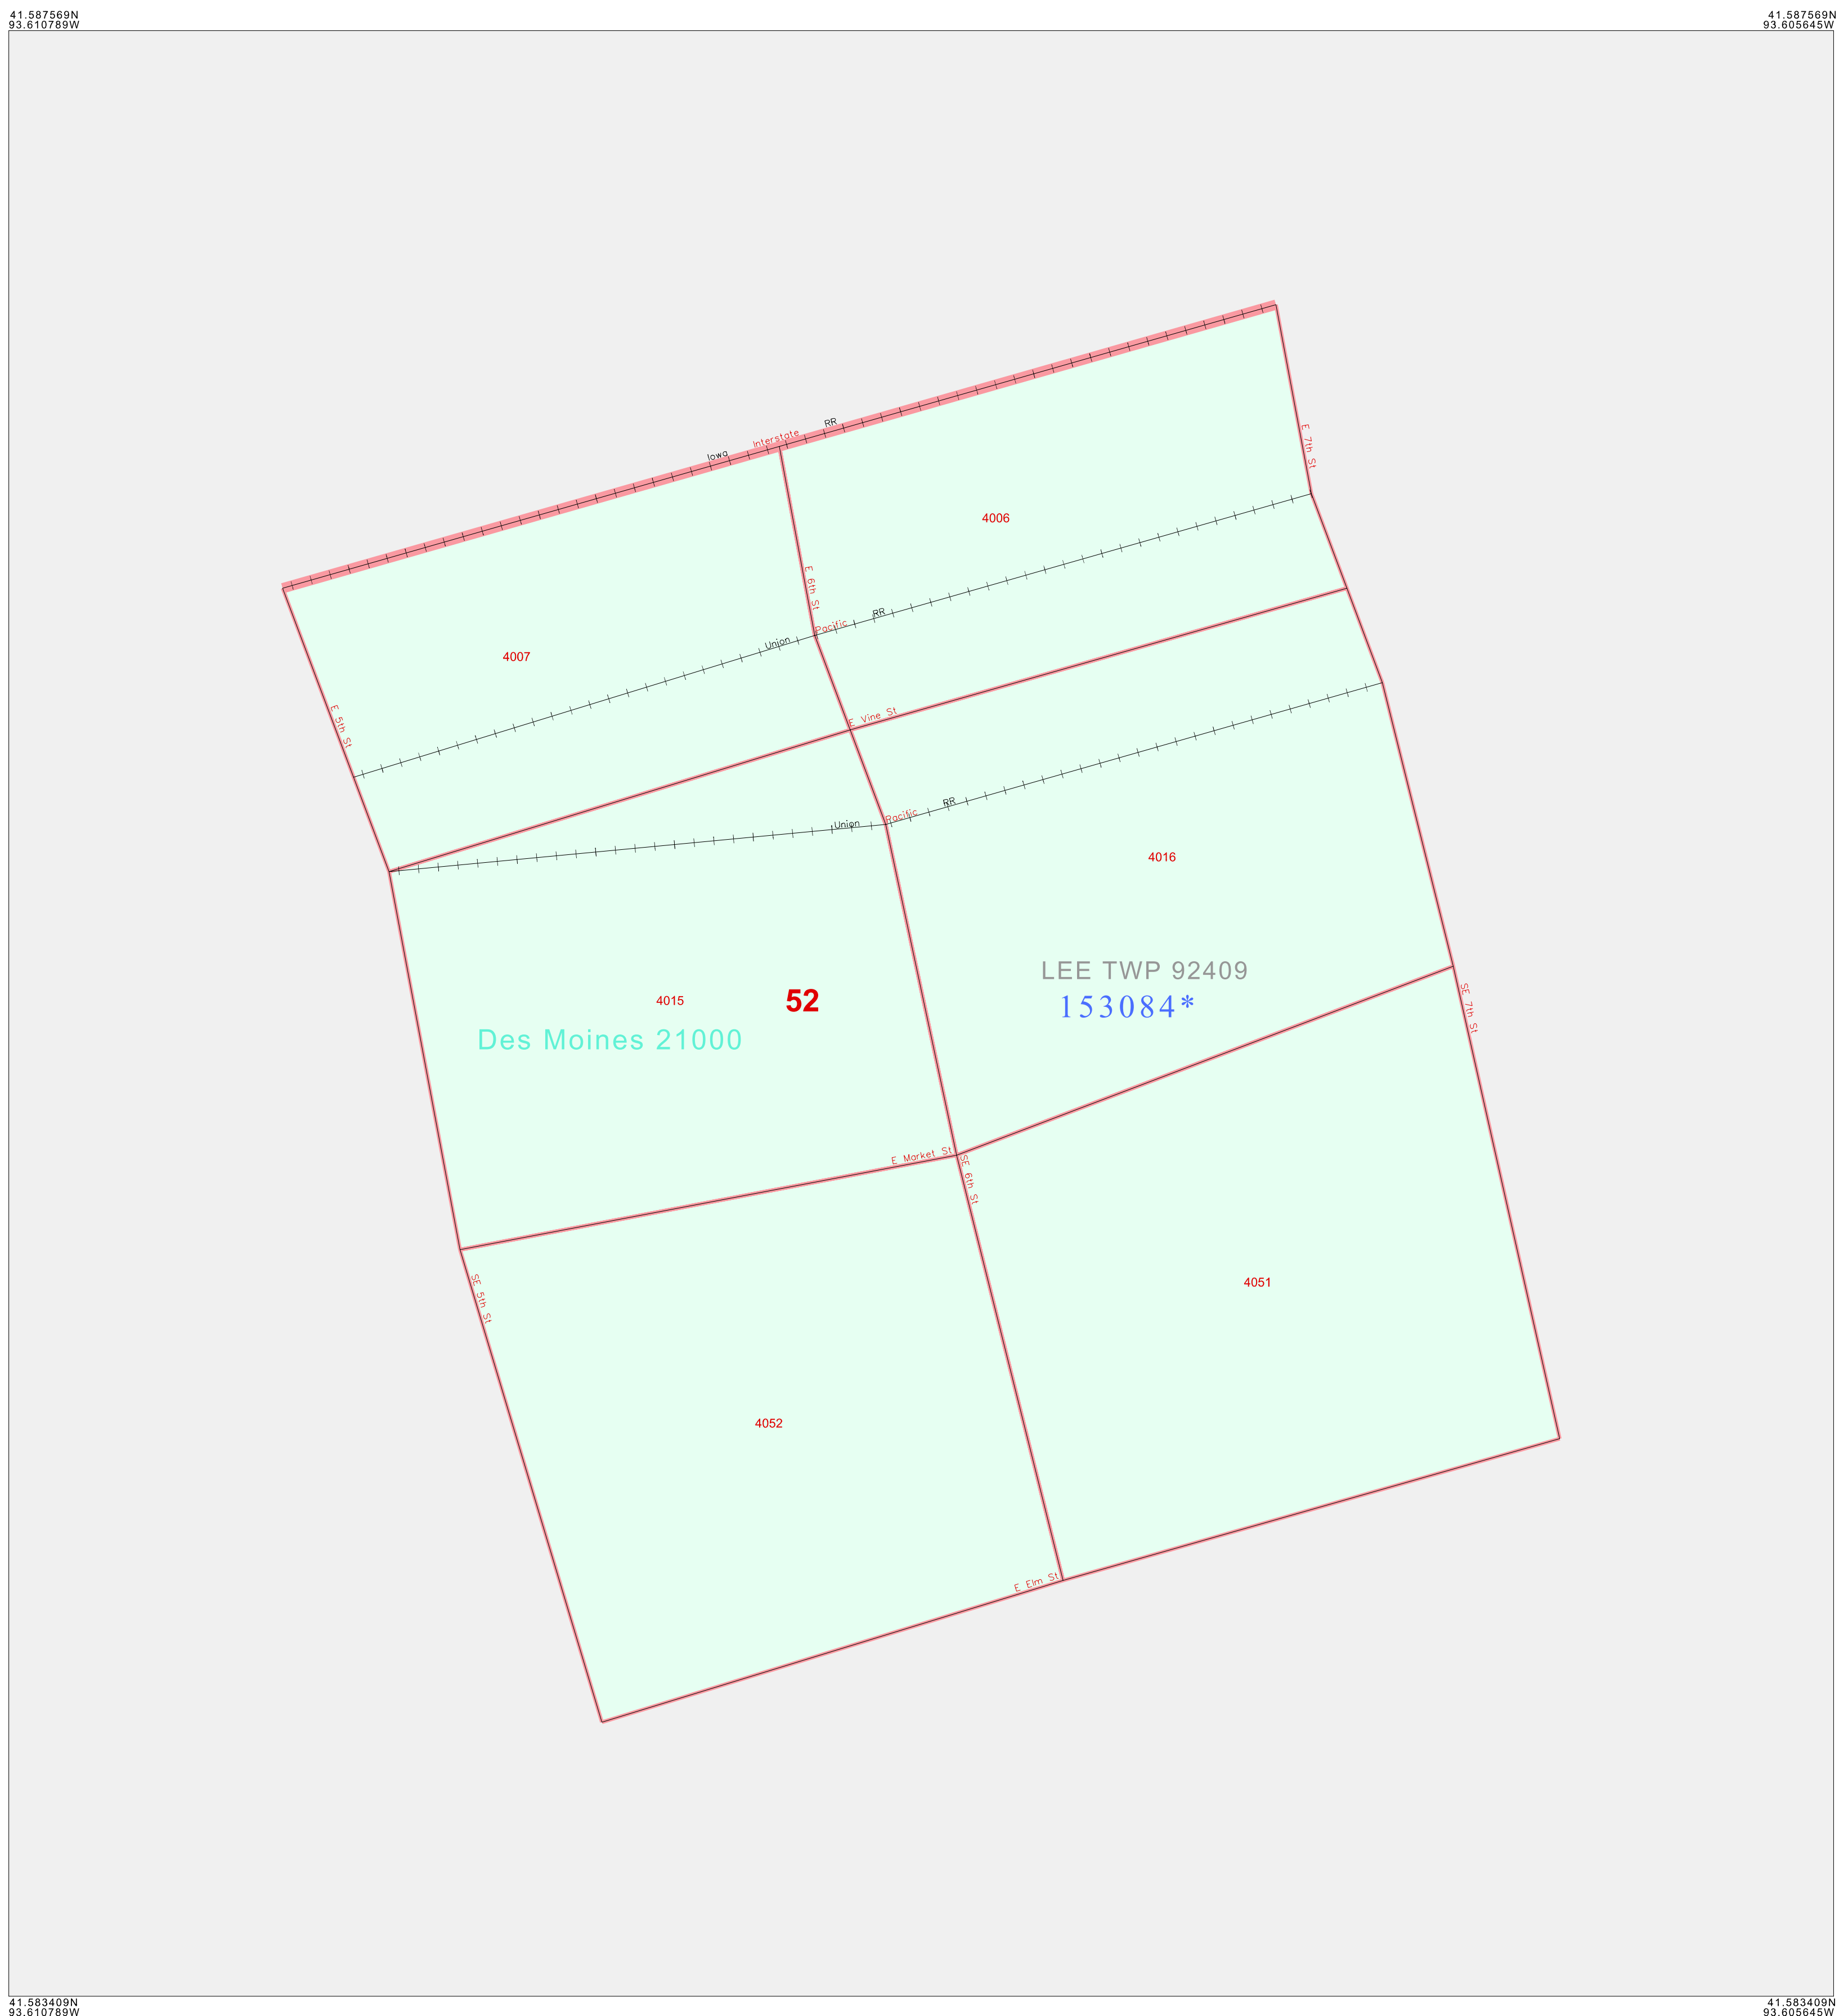 41.587569N
93.610789W
41.587569N
93.605645W
Iowa Interstate RR
E 7th St
4006
E 6th St
Union Pacific RR
4007
E 5th St
E Vine St
Union Pacific RR
4016
LEE TWP 92409
153084*
4015
52
Des Moines 21000
SE 7th St
E Market St
SE 6th St
SE 5th St
4051
4052
E Elm St
41.583409N
93.610789W
41.583409N
93.605645W